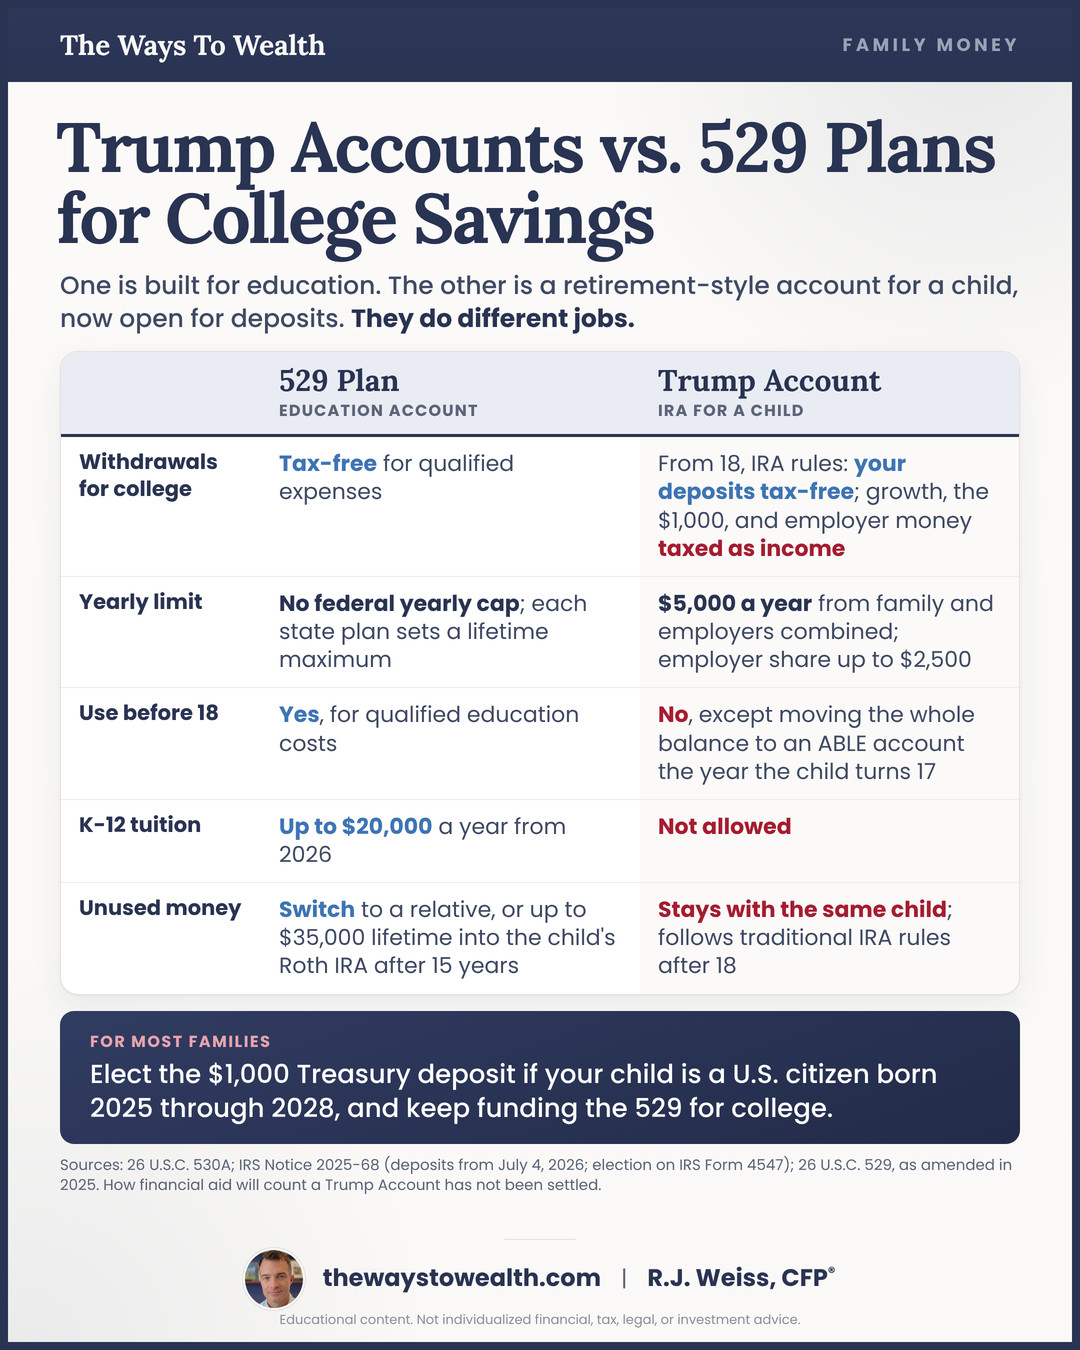 The Ways To Wealth
FAMILY MONEY
Trump Accounts vs. 529 Plans
for College Savings
One is built for education. The other is a retirement-style account for a child,
now open for deposits. They do different jobs.
529 Plan
EDUCATION ACCOUNT
Trump Account
IRA FOR A CHILD
Withdrawals
for college
Tax-free for qualified
expenses
From 18, IRA rules: your
deposits tax-free; growth, the
$1,000, and employer money
taxed as income
Yearly limit
No federal yearly cap; each
state plan sets a lifetime
maximum
$5,000 a year from family and
employers combined;
employer share up to $2,500
Use before 18
Yes, for qualified education
costs
No, except moving the whole
balance to an ABLE account
the year the child turns 17
K-12 tuition
Up to $20,000 a year from
2026
Not allowed
Unused money
Switch to a relative, or up to
$35,000 lifetime into the child's
Roth IRA after 15 years
Stays with the same child;
follows traditional IRA rules
after 18
FOR MOST FAMILIES
Elect the $1,000 Treasury deposit if your child is a U.S. citizen born
2025 through 2028, and keep funding the 529 for college.
Sources: 26 U.S.C. 530A; IRS Notice 2025-68 (deposits from July 4, 2026; election on IRS Form 4547); 26 U.S.C. 529, as amended in
2025. How financial aid will count a Trump Account has not been settled.
thewaystowealth.com | R.J. Weiss, CFP®
Educational content. Not individualized financial, tax, legal, or investment advice.